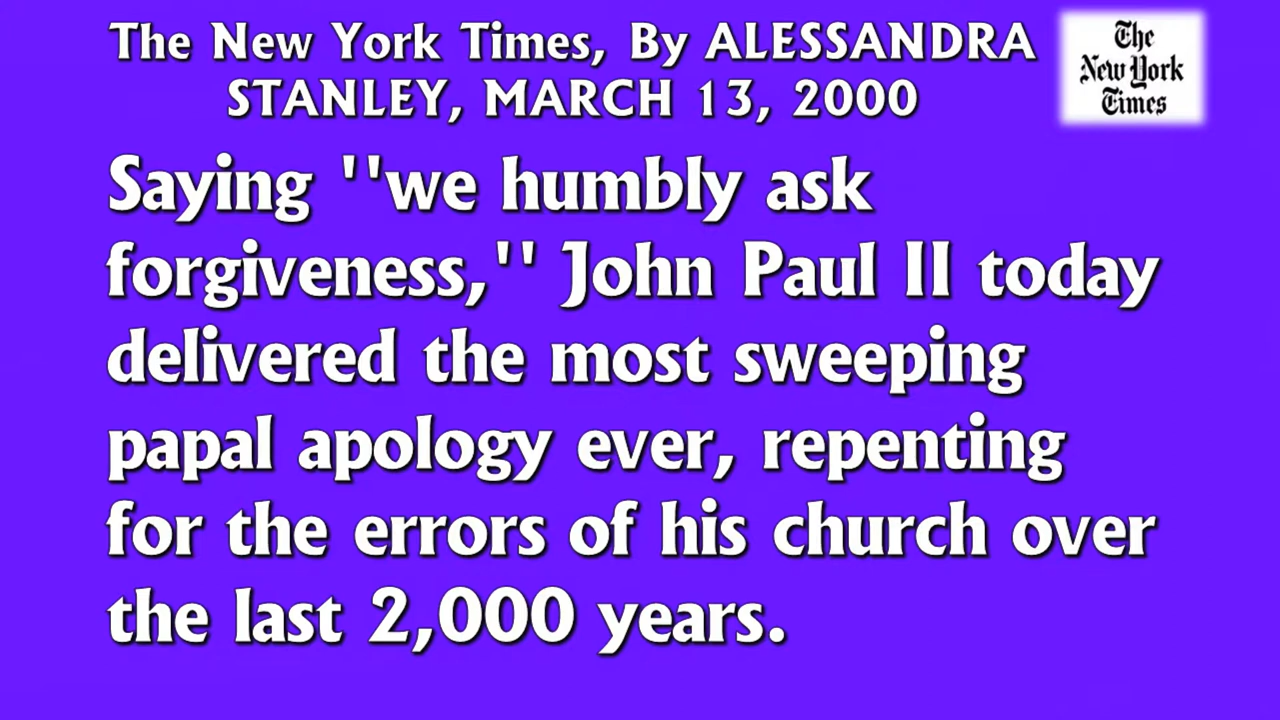 The New York Times, By ALESSANDRA
STANLEY, MARCH 13, 2000
The
New York
Times
Saying ''we humbly ask
forgiveness,'' John Paul II today
delivered the most sweeping
papal apology ever, repenting
for the errors of his church over
the last 2,000 years.